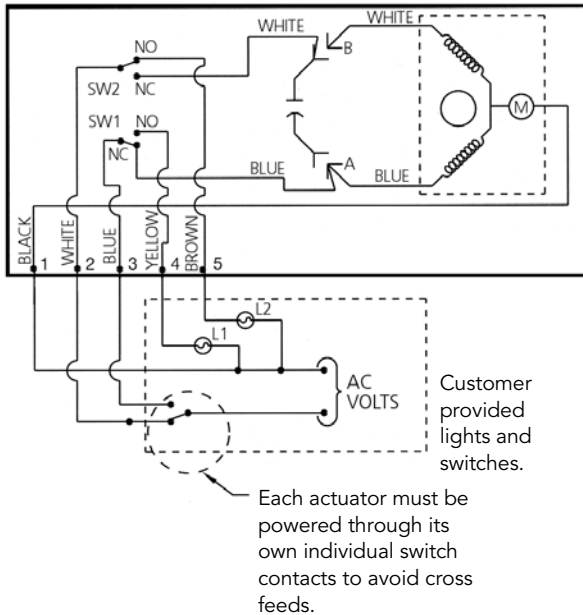 WHITE
WHITE
NO
B
SW2
NC
SW1
NO
NC
A
BLUE
BLUE
M
BLACK
WHITE
BLUE
YELLOW
BROWN
1
2
3
4
5
L2
L1
AC
VOLTS
Customer
provided
lights and
switches.
Each actuator must be
powered through its
own individual switch
contacts to avoid cross
feeds.